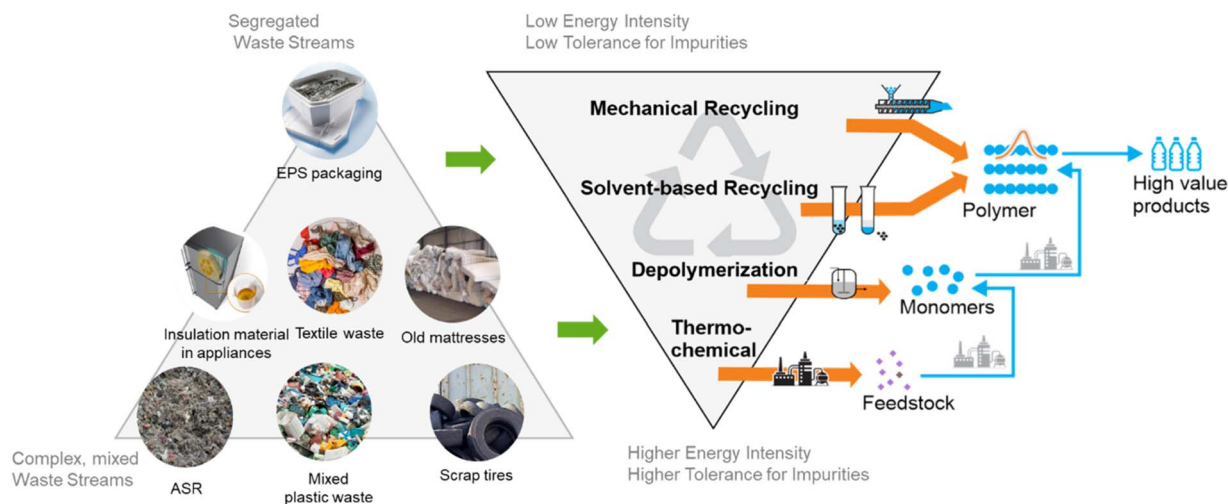 Segregated
Waste Streams
EPS packaging
Insulation material
in appliances
Textile waste
Old mattresses
Complex, mixed
Waste Streams
ASR
Mixed
plastic waste
Scrap tires
Low Energy Intensity
Low Tolerance for Impurities
Mechanical Recycling
Solvent-based Recycling
Depolymerization
Thermo-
chemical
Higher Energy Intensity
Higher Tolerance for Impurities
Polymer
High value
products
Monomers
Feedstock